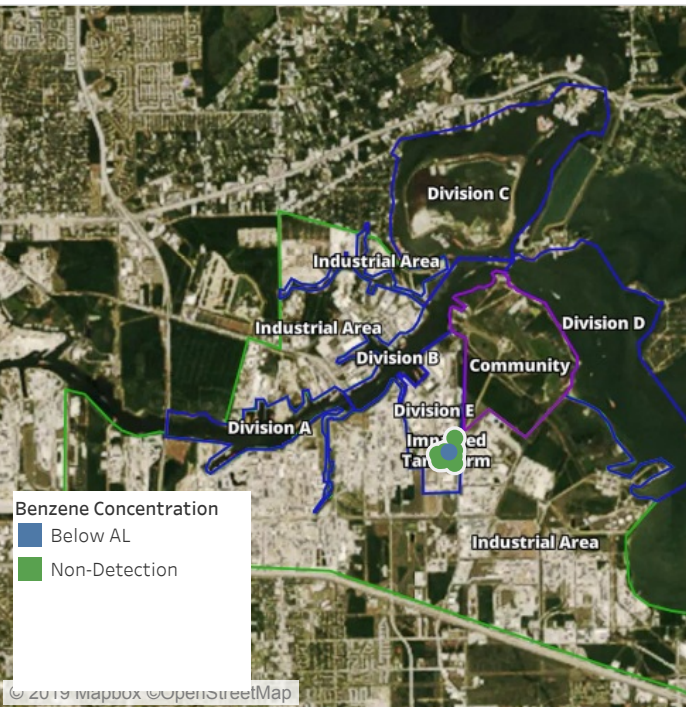 Division C
Industrial Area
Division D
Industrial Area
Division B
Community
Division E
Division A
Industrial Area
Benzene Concentration
Below AL
Non-Detection
© 2019 Mapbox ©OpenStreetMap